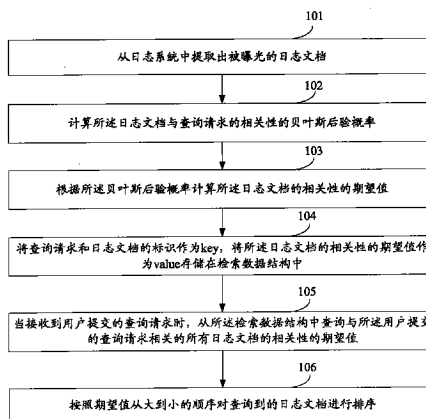 101
从日志系统中提取出被曝光的日志文档
102
计算所述日志文档与查询请求的相关性的贝叶斯后验概率
103
根据所述贝叶斯后验概率计算所述日志文档的相关性的期望值
104
将查询请求和日志文档的标识作为key，将所述日志文档的相关性的期望值作
为value存储在检索数据结构中
105
当接收到用户提交的查询请求时，从所述检索数据结构中查询与所述用户提交
的查询请求相关的所有日志文档的相关性的期望值
106
按照期望值从大到小的顺序对查询到的日志文档进行排序